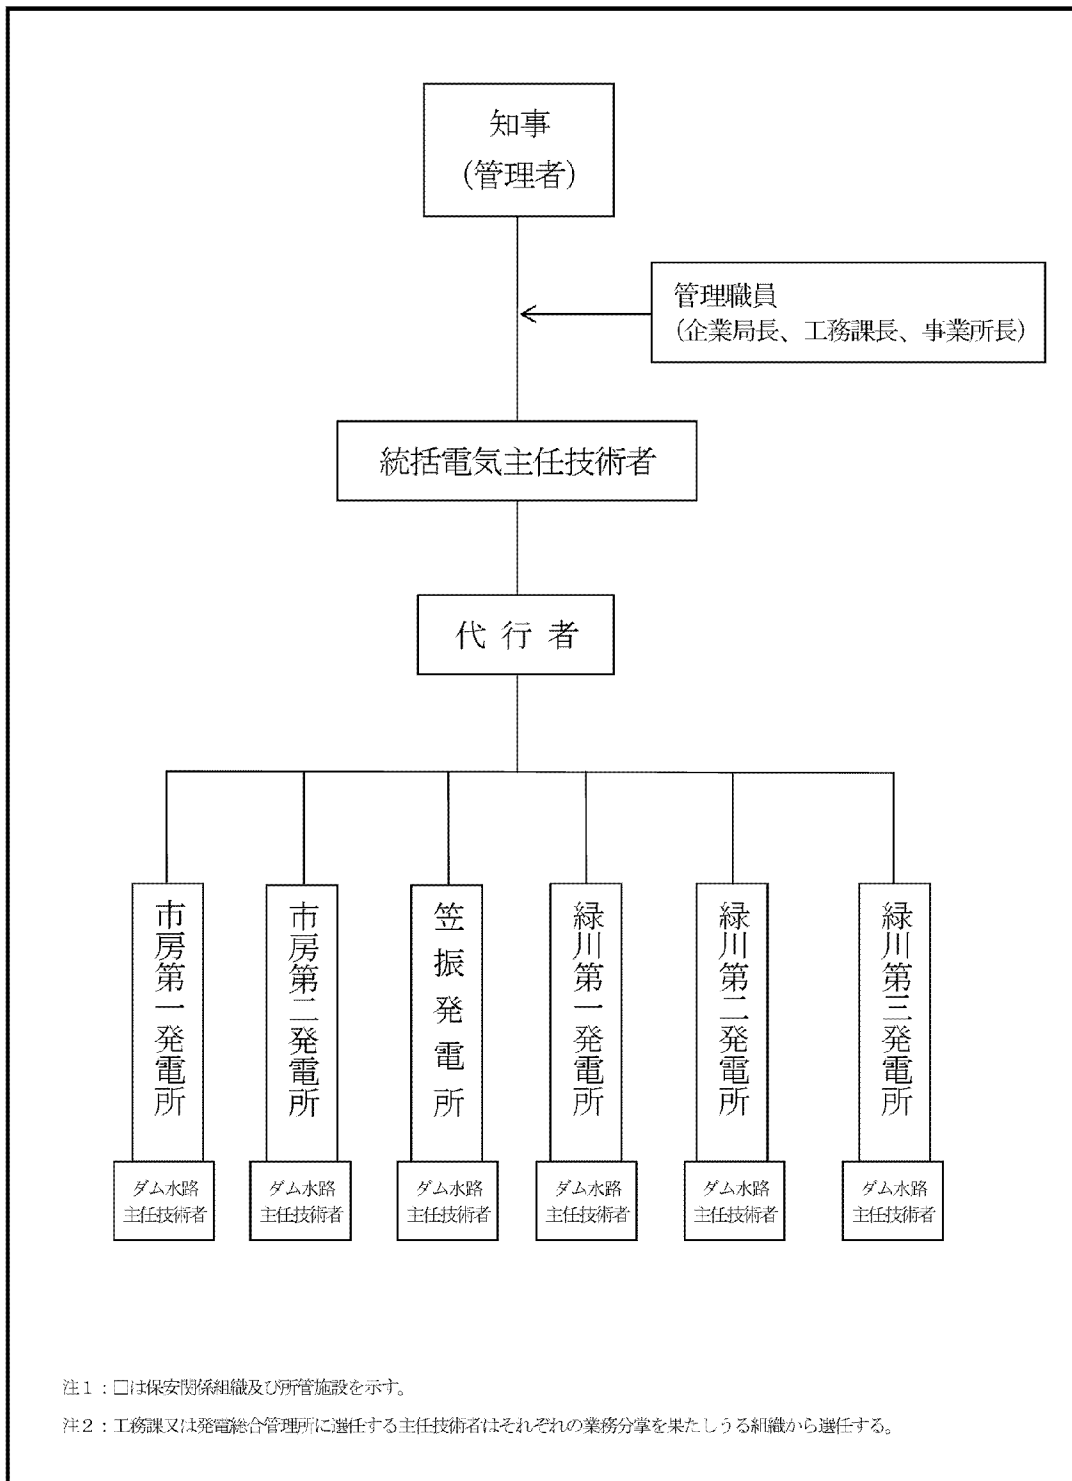 知事
(管理者)
管理職員
(企業局長、工務課長、事業所長)
統括電気主任技術者
代 行 者
市房第一発電所
市房第二発電所
笠振発電所
緑川第一発電所
緑川第二発電所
緑川第三発電所
ダム水路
主任技術者
ダム水路
主任技術者
ダム水路
主任技術者
ダム水路
主任技術者
ダム水路
主任技術者
ダム水路
主任技術者
注１：□は保安関係組織及び所管施設を示す。
注２：工務課又は発電総合管理所に選任する主任技術者はそれぞれの業務分掌を果たしうる組織から選任する。